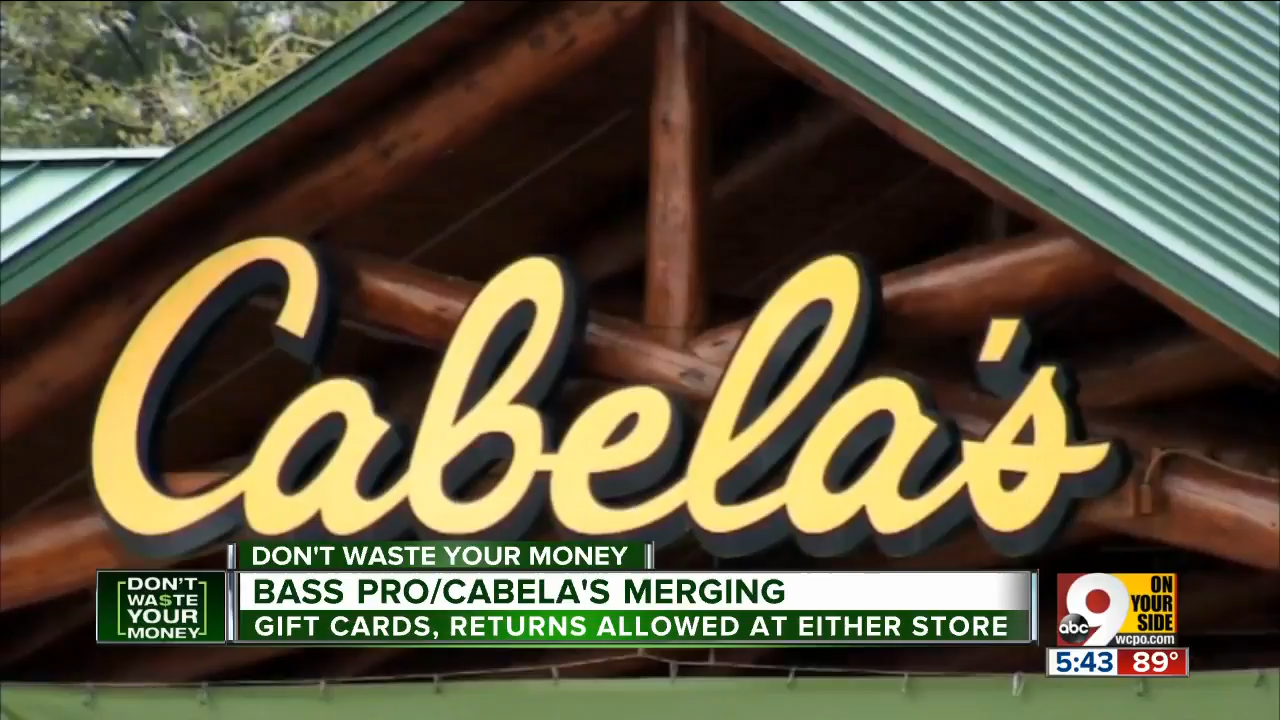 Cabela's
DON'T WASTE YOUR MONEY
DON'T
WA$TE
YOUR
MONEY
BASS PRO/CABELA'S MERGING
GIFT CARDS, RETURNS ALLOWED AT EITHER STORE
abc
9
ON
YOUR
SIDE
wcpo.com
5:43 89°